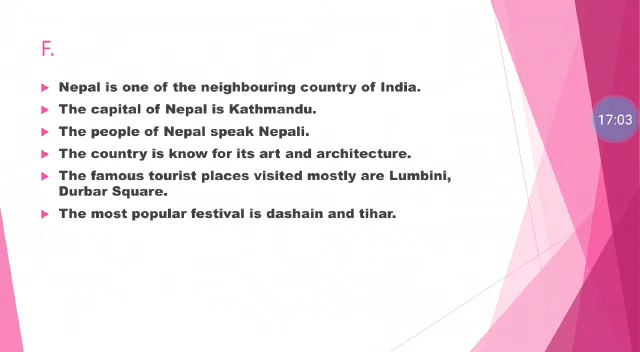 F.
Nepal is one of the neighbouring country of India.
The capital of Nepal is Kathmandu.
The people of Nepal speak Nepali.
The country is know for its art and architecture.
The famous tourist places visited mostly are Lumbini,
Durbar Square.
The most popular festival is dashain and tihar.
17:03